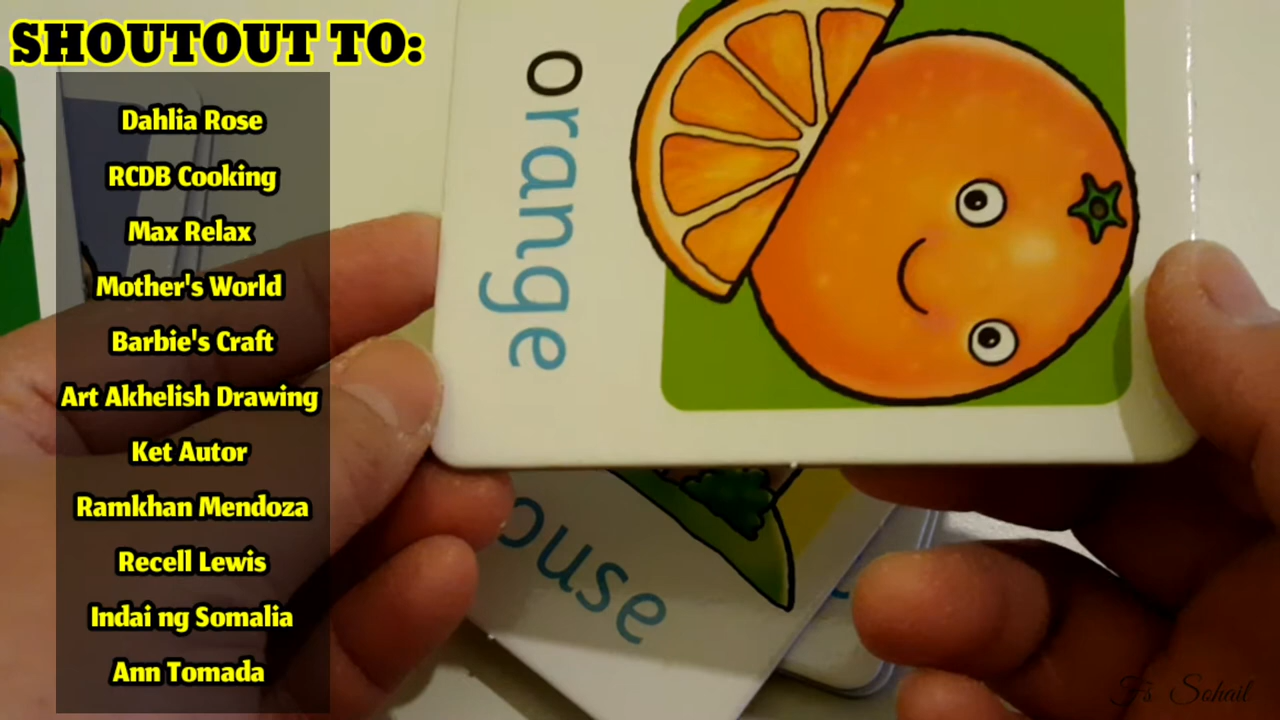 SHOUTOUT TO:
Dahlia Rose
RCDB Cooking
Max Relax
Mother's World
Barbie's Craft
Art Akhelish Drawing
Ket Autor
Ramkhan Mendoza
Recell Lewis
Indai ng Somalia
Ann Tomada
orange
ouse
Fs Sohail